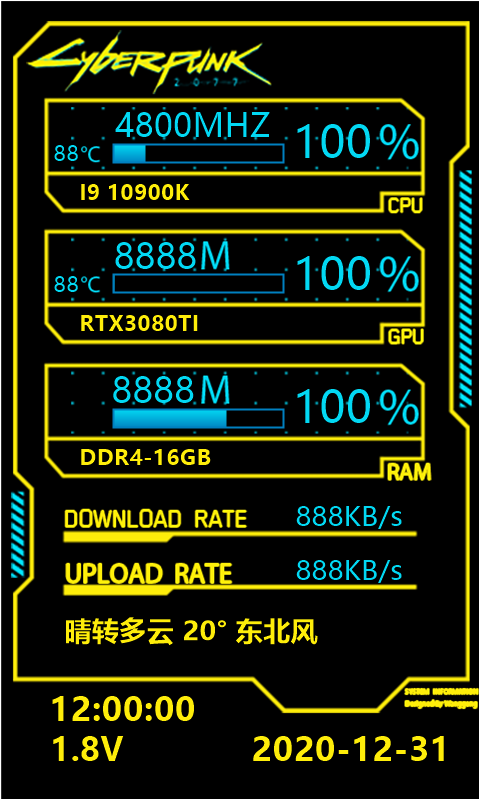 CYBERPUNK
2077
4800MHZ
88℃
100%
I9 10900K
CPU
8888M
88℃
100%
RTX3080TI
GPU
8888M
100%
DDR4-16GB
RAM
DOWNLOAD RATE 888KB/s
UPLOAD RATE 888KB/s
晴转多云 20° 东北风
SYSTEM INFORMATION
12:00:00
1.8V
2020-12-31